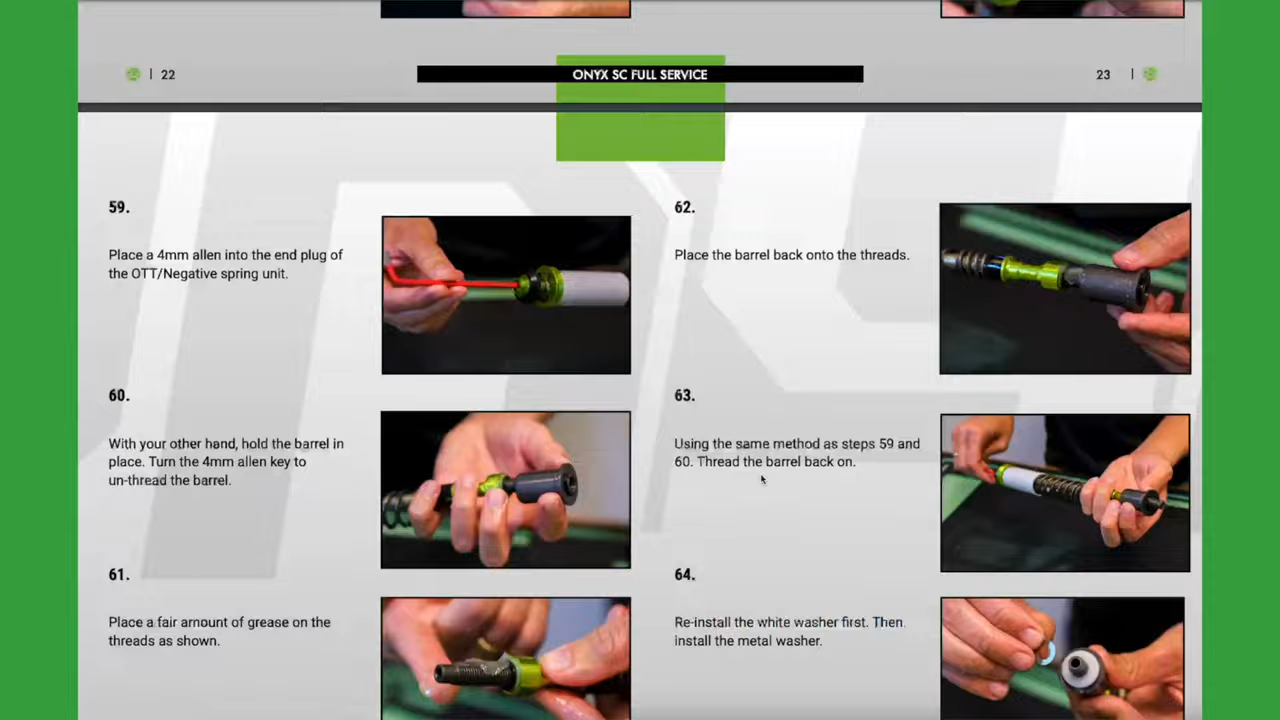 | 22
ONYX SC FULL SERVICE
23 |
59.
Place a 4mm allen into the end plug of
the OTT/Negative spring unit.
60.
With your other hand, hold the barrel in
place. Turn the 4mm allen key to
un-thread the barrel.
61.
Place a fair amount of grease on the
threads as shown.
62.
Place the barrel back onto the threads.
63.
Using the same method as steps 59 and
60. Thread the barrel back on.
64.
Re-install the white washer first. Then
install the metal washer.